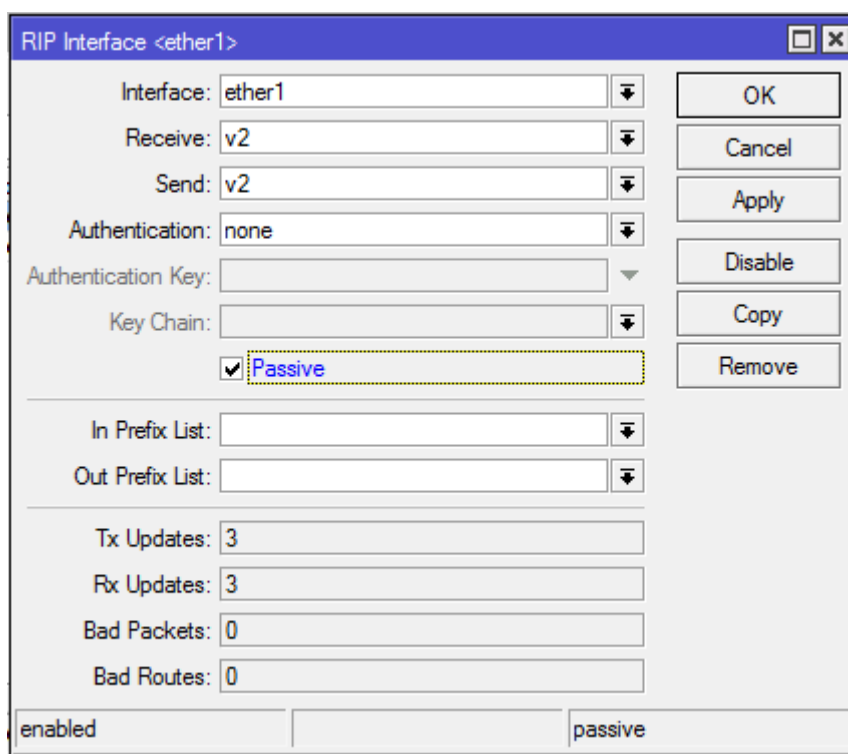 RIP Interface <ether1>
Interface: ether1
OK
Receive: v2
Cancel
Send: v2
Apply
Authentication: none
Authentication Key:
Disable
Key Chain:
Copy
Passive
Remove
In Prefix List:
Out Prefix List:
Tx Updates: 3
Rx Updates: 3
Bad Packets: 0
Bad Routes: 0
enabled
passive